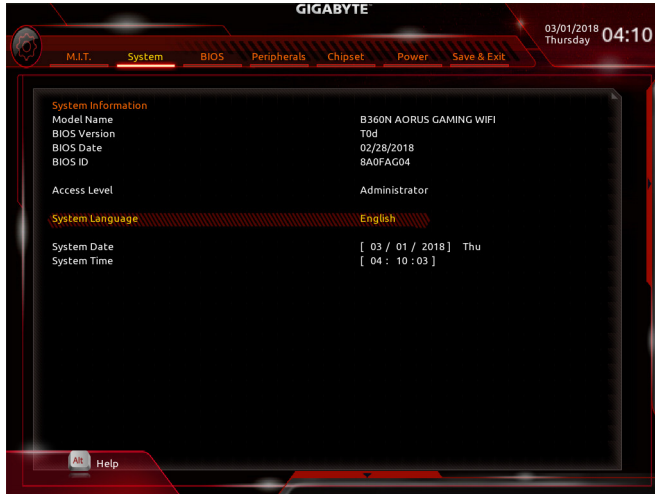 GIGABYTE
03/01/2018
Thursday 04:10
M.I.T. System BIOS Peripherals Chipset Power Save & Exit
System Information
Model Name B360N AORUS GAMING WIFI
BIOS Version T0d
BIOS Date 02/28/2018
BIOS ID 8A0FAG04
Access Level Administrator
System Language English
System Date [ 03 / 01 / 2018 ] Thu
System Time [ 04 : 10 : 03 ]
Alt Help